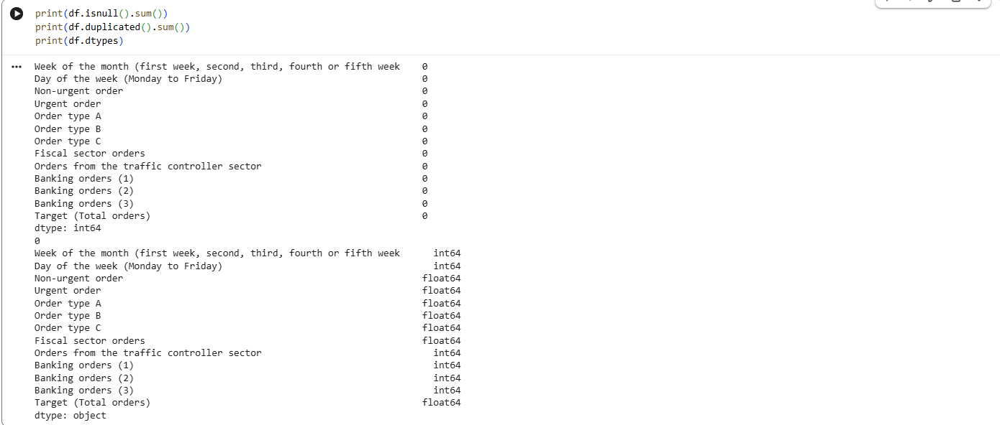 print(df.isnull().sum())
print(df.duplicated().sum())
print(df.dtypes)
Week of the month (first week, second, third, fourth or fifth week 0
Day of the week (Monday to Friday) 0
Non-urgent order 0
Urgent order 0
Order type A 0
Order type B 0
Order type C 0
Fiscal sector orders 0
Orders from the traffic controller sector 0
Banking orders (1) 0
Banking orders (2) 0
Banking orders (3) 0
Target (Total orders) 0
dtype: int64
0
Week of the month (first week, second, third, fourth or fifth week int64
Day of the week (Monday to Friday) int64
Non-urgent order float64
Urgent order float64
Order type A float64
Order type B float64
Order type C float64
Fiscal sector orders float64
Orders from the traffic controller sector int64
Banking orders (1) int64
Banking orders (2) int64
Banking orders (3) int64
Target (Total orders) float64
dtype: object